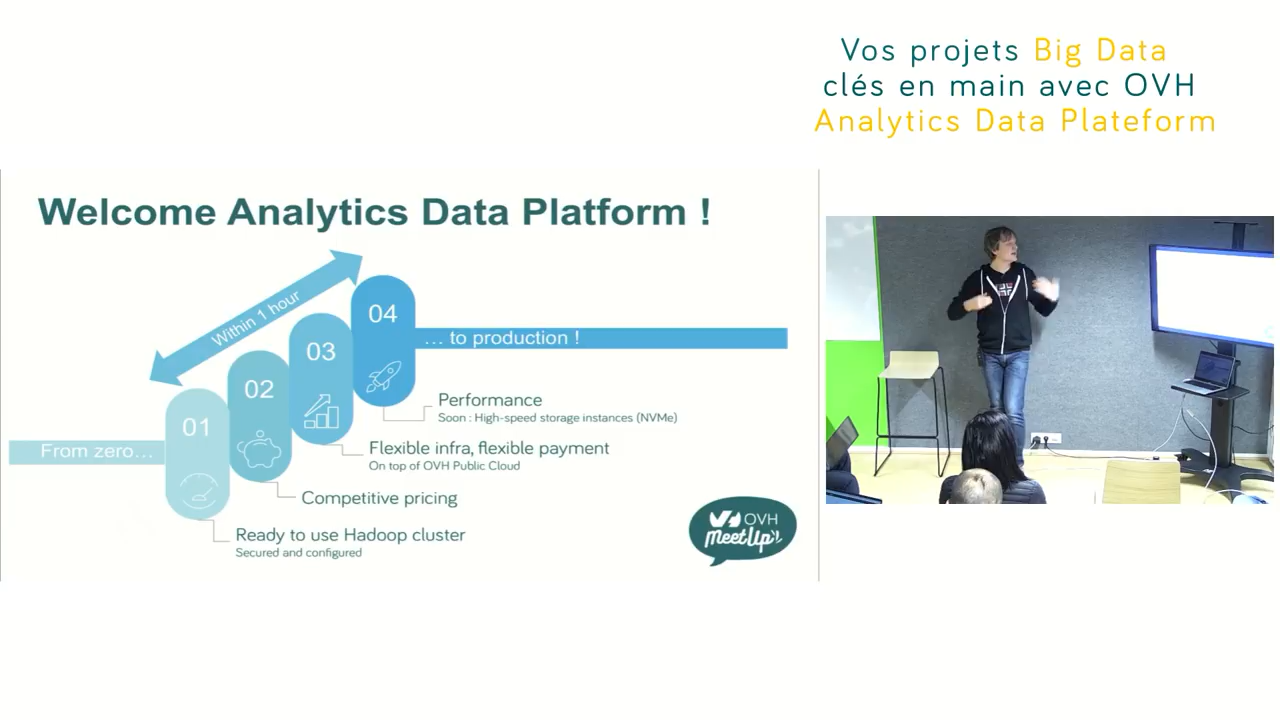 Vos projets Big Data
clés en main avec OVH
Analytics Data Plateform
Welcome Analytics Data Platform !
Within 1 hour
04
… to production !
03
02
01
From zero…
Performance
Soon : High-speed storage instances (NVMe)
Flexible infra, flexible payment
On top of OVH Public Cloud
Competitive pricing
Ready to use Hadoop cluster
Secured and configured
OVH
MeetUp